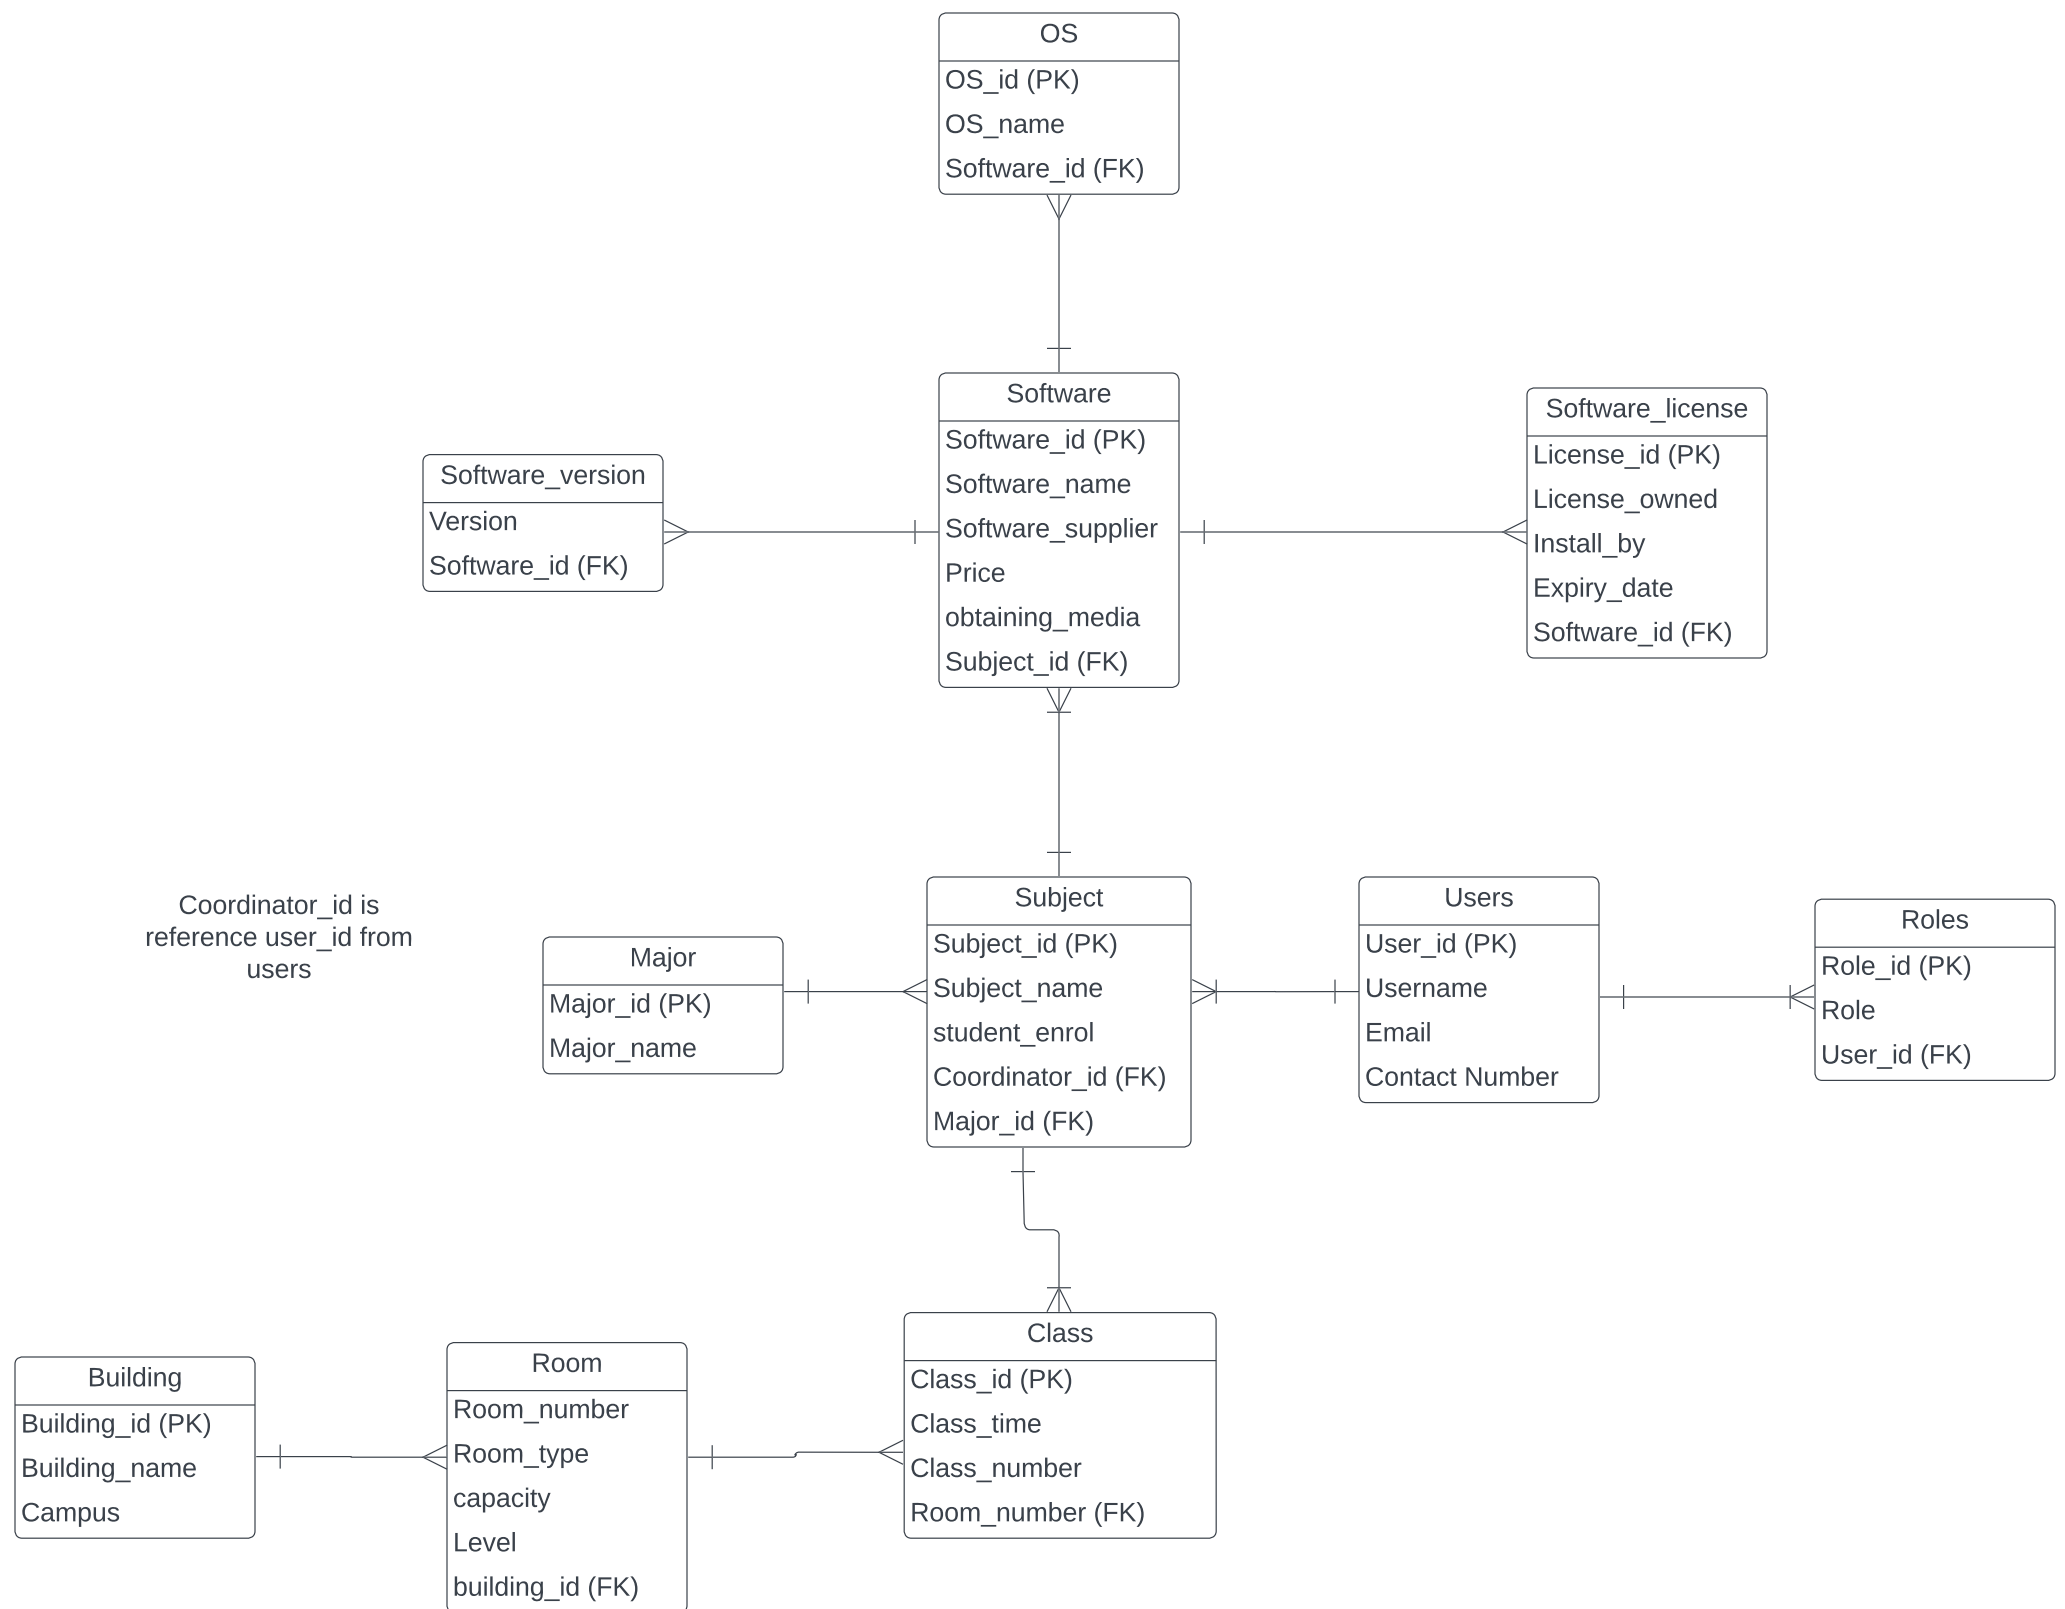 OS
OS_id (PK)
OS_name
Software_id (FK)
Software
Software_id (PK)
Software_name
Software_supplier
Price
obtaining_media
Subject_id (FK)
Software_license
License_id (PK)
License_owned
Install_by
Expiry_date
Software_id (FK)
Software_version
Version
Software_id (FK)
Coordinator_id is
reference user_id from
users
Major
Major_id (PK)
Major_name
Subject
Subject_id (PK)
Subject_name
student_enrol
Coordinator_id (FK)
Major_id (FK)
Users
User_id (PK)
Username
Email
Contact Number
Roles
Role_id (PK)
Role
User_id (FK)
Building
Building_id (PK)
Building_name
Campus
Room
Room_number
Room_type
capacity
Level
building_id (FK)
Class
Class_id (PK)
Class_time
Class_number
Room_number (FK)